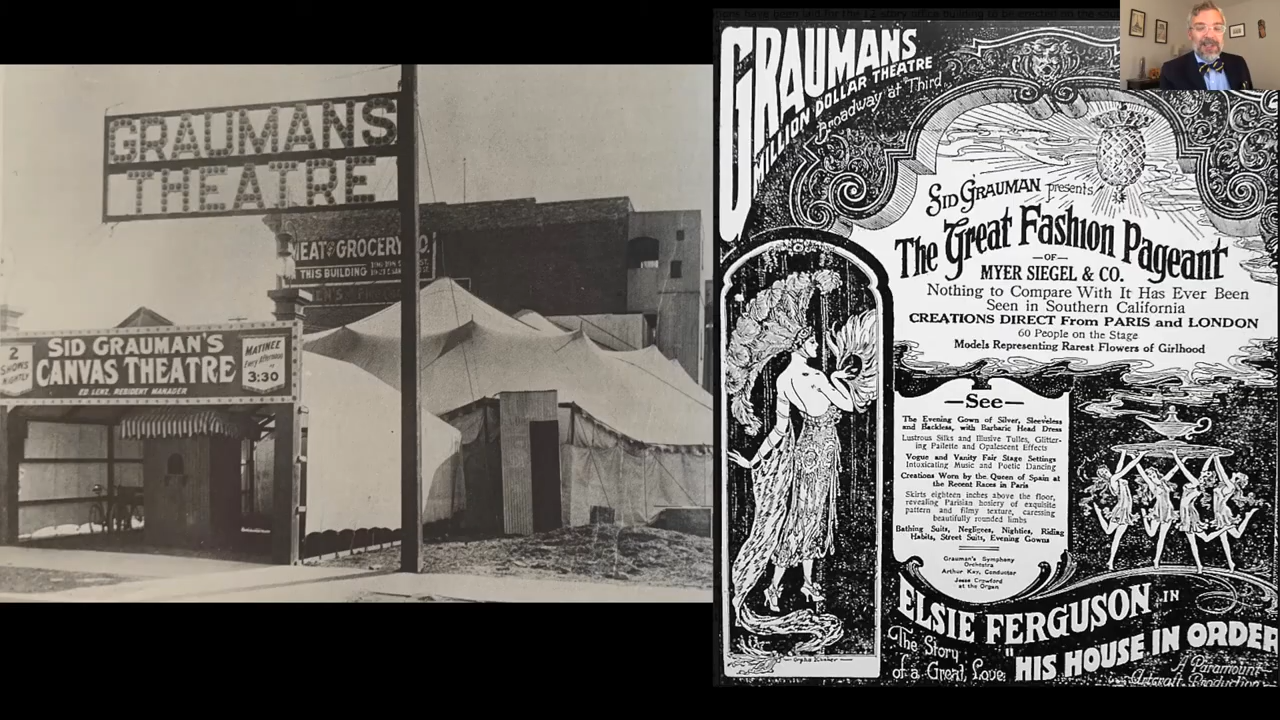 GRAUMANS
THEATRE
MEAT
GROCERY CO.
THIS BUILDING
2
SHOWS
NIGHTLY
SID GRAUMAN'S
CANVAS THEATRE
ED LENZ, RESIDENT MANAGER
MATINEE
Every Afternoon
3:30
GRAUMANS
MILLION DOLLAR THEATRE
Broadway at Third
SID GRAUMAN presents
The Great Fashion Pageant
—OF—
MYER SIEGEL & CO.
Nothing to Compare With It Has Ever Been
Seen in Southern California
CREATIONS DIRECT From PARIS and LONDON
60 People on the Stage
Models Representing Rarest Flowers of Girlhood
—See—
The Evening Gown of Silver, Sleeveless
and Backless, with Barbaric Head Dress
Lustrous Silks and Illusive Tulles, Glitter-
ing Pailette and Opalescent Effects
Vogue and Vanity Fair Stage Settings
Intoxicating Music and Poetic Dancing
Creations Worn by the Queen of Spain at
the Recent Races in Paris
Skirts eighteen inches above the floor,
revealing Parisian hosiery of exquisite
pattern and filmy texture, caressing
beautifully rounded limbs
Bathing Suits, Negligees, Nighties, Riding
Habits, Street Suits, Evening Gowns
Grauman's Symphony
Orchestra
Arthur Kay, Conductor
Jesse Crawford
at the Organ
ELSIE FERGUSON IN
The Story
of a Great Love
"HIS HOUSE IN ORDER
A Paramount-
Artcraft Production